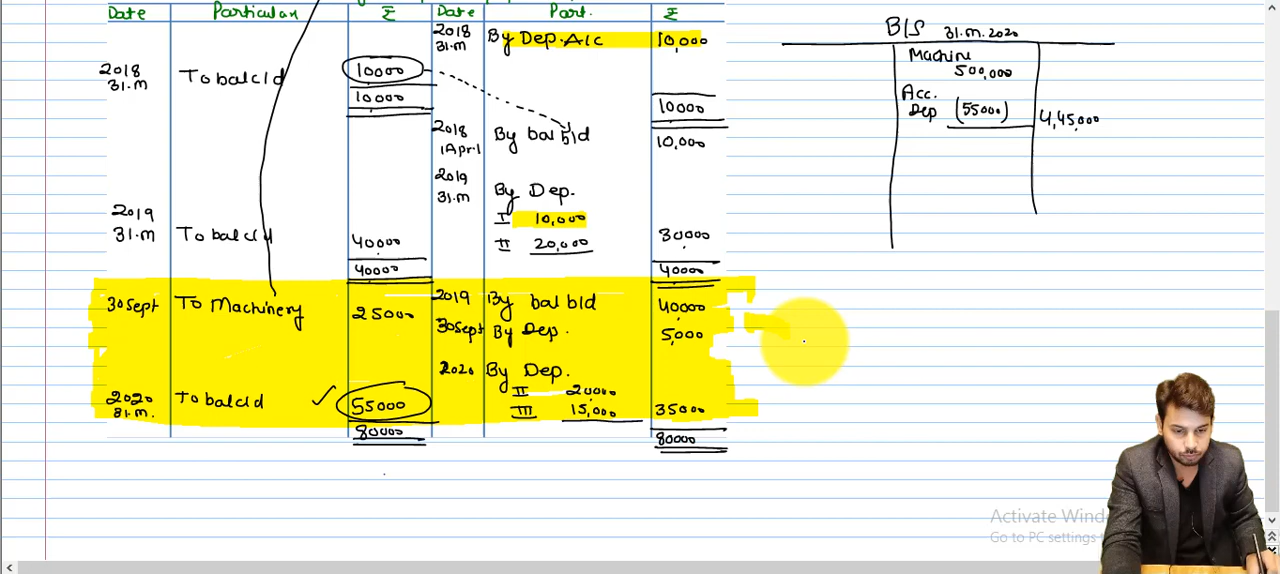 Date Particular ₹ Date Part. ₹
2018 31.M By Dep. A/c 10,000
2018 31.M To bal c/d 10000
10000 10000
2018 1 April By bal b/d 10,000
2019 31.M By Dep.
I 10,000
2019 31.M To bal c/d 40000 II 20,000 30000
40000 40000
30 Sept To Machinery 25000 2019 By bal b/d 40000
30 Sept By Dep. 5,000
2020 By Dep.
II 20000
2020 31.M. To bal c/d ✓ 55000 III 15,000 35000
80000 80000
B/S 31.M.2020
Machine
500,000
Acc.
Dep (55000) 4,45,000
Go to PC settings